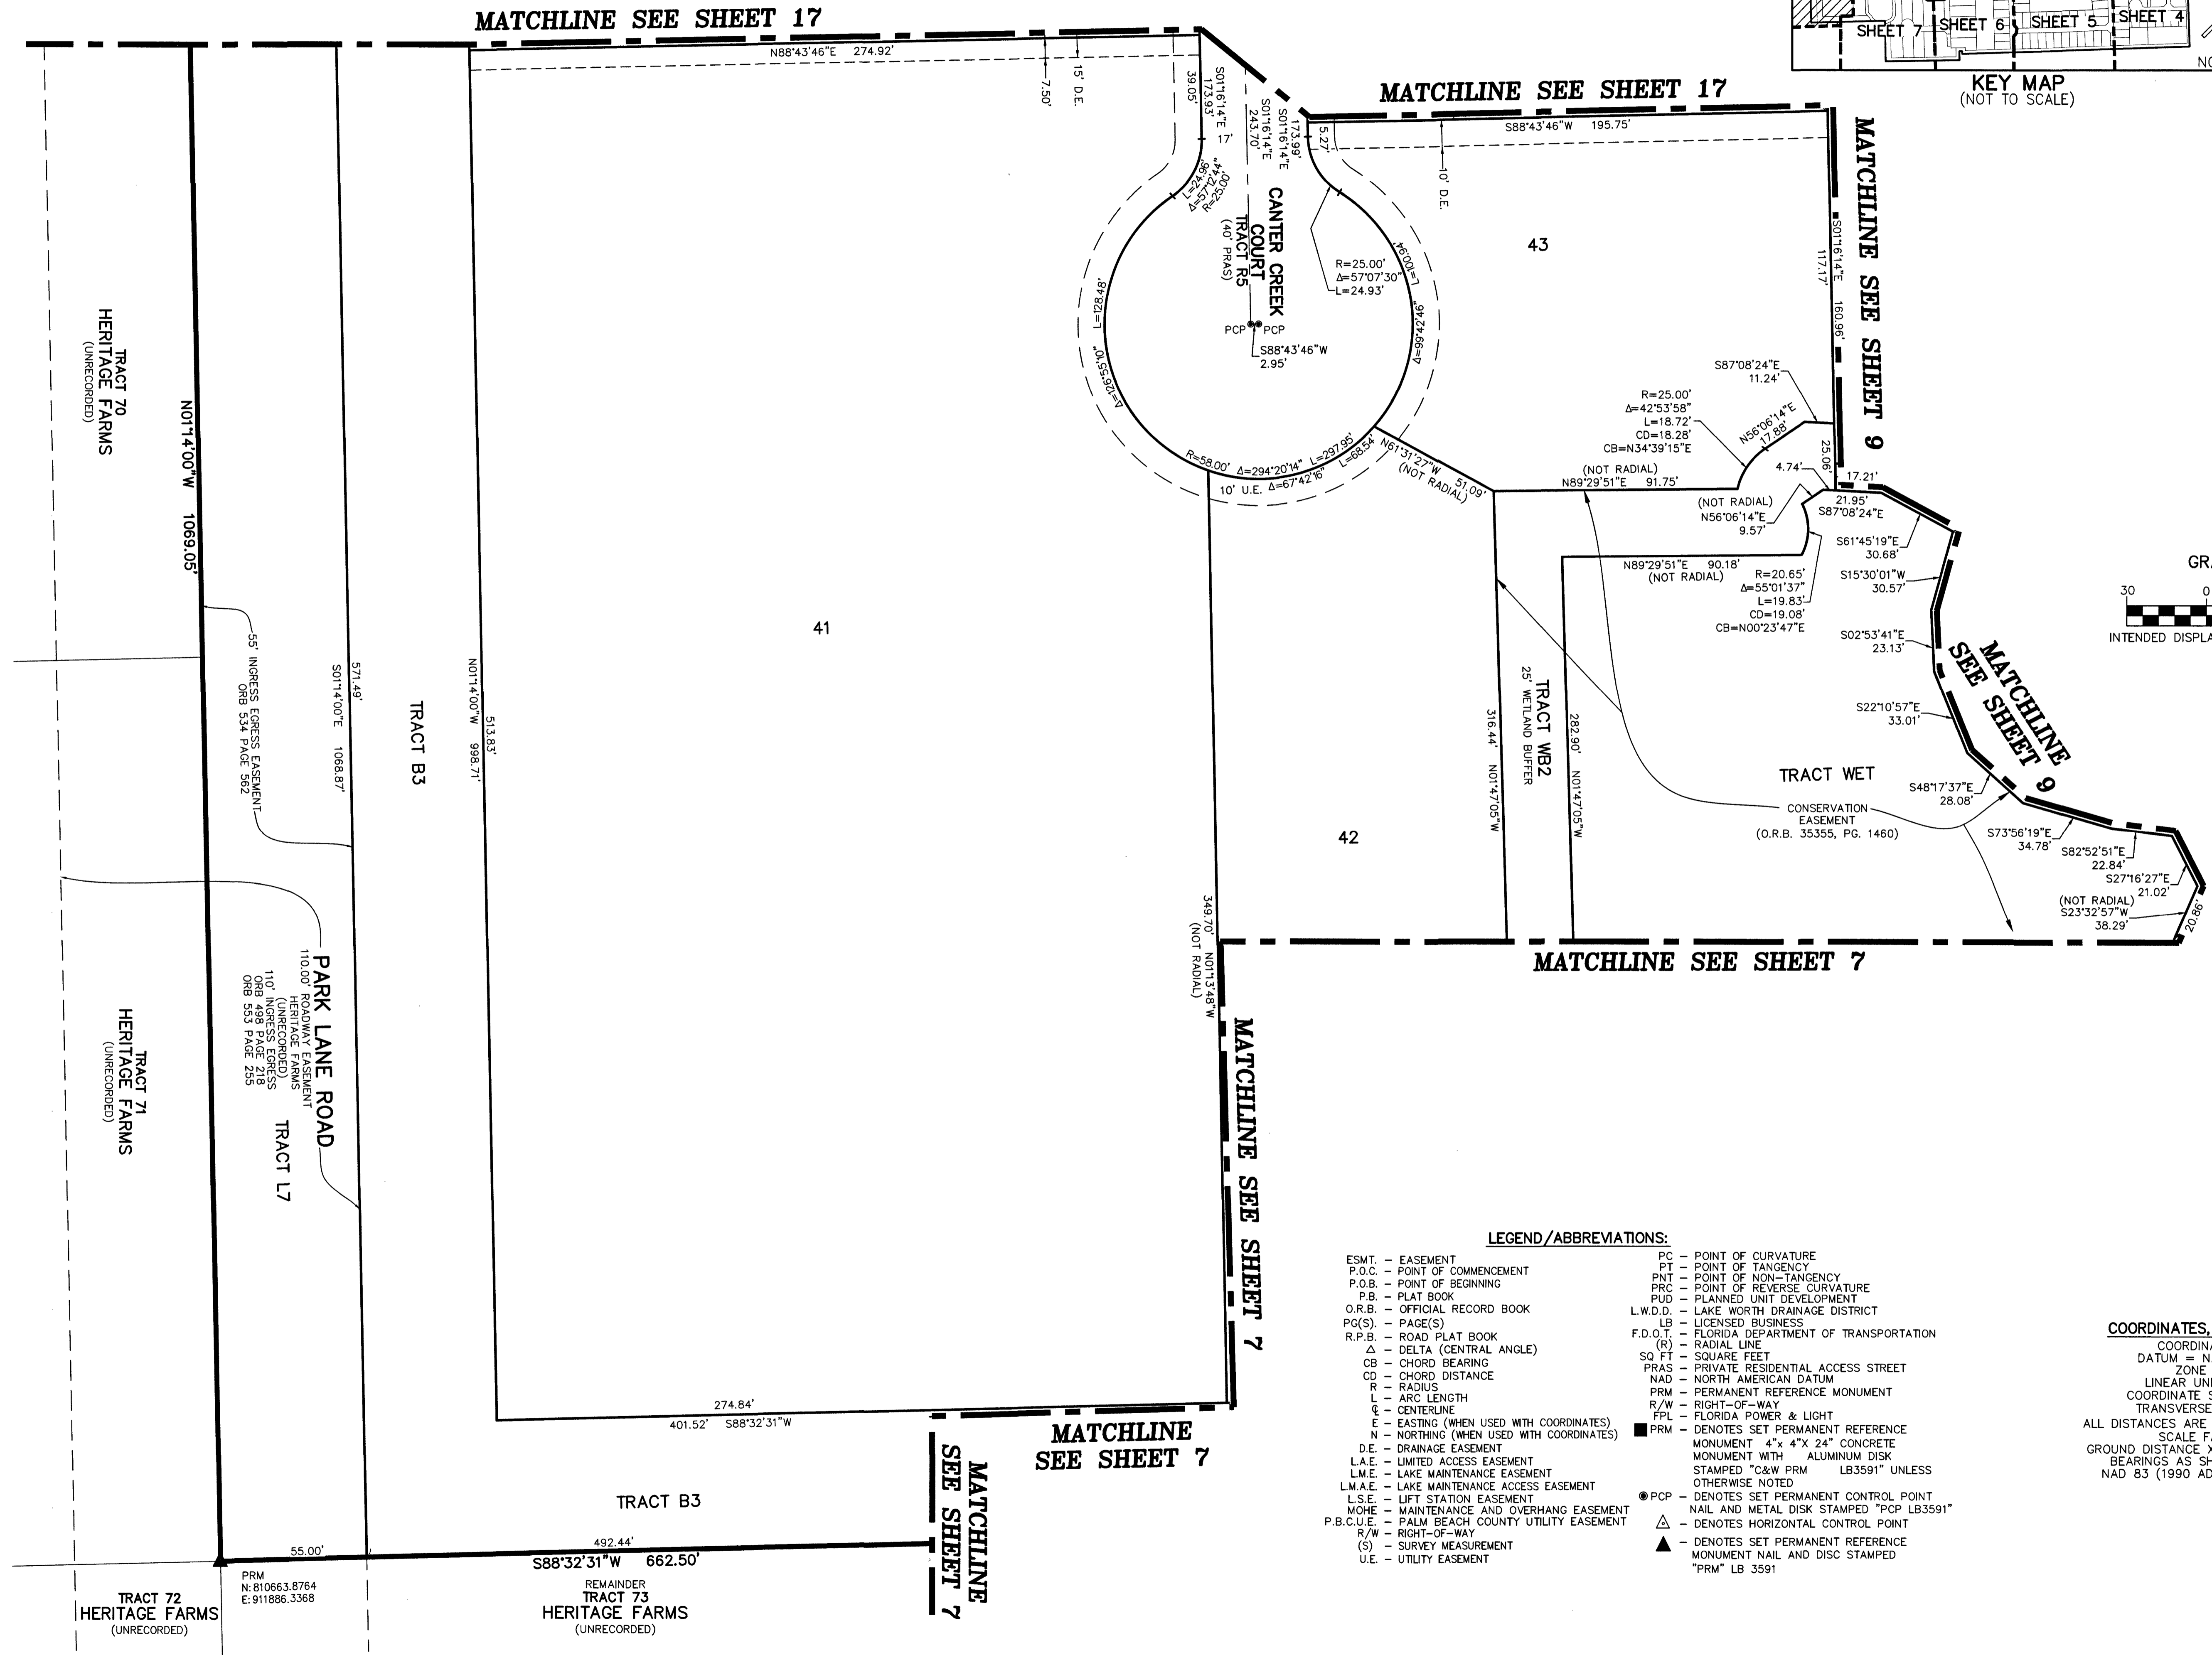 MATCHLINE SEE SHEET 17
N88°43'46"E 274.92'
7.50'
15' D.E.
39.05'
S01°16'14"E
173.93'
17'
S01°16'14"E
243.70'
S01°16'14"E
173.99'
5.27'
MATCHLINE SEE SHEET 17
S88°43'46"W 195.75'
10' D.E.
SHEET 7
SHEET 6
SHEET 5
SHEET 4
KEY MAP
(NOT TO SCALE)
MATCHLINE SEE SHEET 9
S01°16'14"E 160.96'
117.17'
L=24.96'
Δ=57°12'44"
R=25.00'
CANTER CREEK
COURT
TRACT R5
(40' PRAS)
R=25.00'
Δ=57°07'30"
L=24.93'
L=100.94'
Δ=99°42'46"
43
L=128.48'
Δ=126°55'10"
PCP
PCP
S88°43'46"W
2.95'
R=58.00' Δ=294°20'14" L=297.95'
10' U.E. Δ=67°42'16" L=68.54'
N61°31'27"W 51.09'
(NOT RADIAL)
S87°08'24"E
11.24'
R=25.00'
Δ=42°53'58"
L=18.72'
CD=18.28'
CB=N34°39'15"E
N56°06'14"E
17.88'
25.06'
(NOT RADIAL)
N89°29'51"E 91.75'
4.74'
17.21'
21.95'
S87°08'24"E
(NOT RADIAL)
N56°06'14"E
9.57'
N89°29'51"E 90.18'
(NOT RADIAL)
R=20.65'
Δ=55°01'37"
L=19.83'
CD=19.08'
CB=N00°23'47"E
S61°45'19"E
30.68'
S15°30'01"W
30.57'
S02°53'41"E
23.13'
S22°10'57"E
33.01'
S48°17'37"E
28.08'
S73°56'19"E
34.78'
S82°52'51"E
22.84'
S27°16'27"E
21.02'
(NOT RADIAL)
S23°32'57"W
38.29'
20.86'
MATCHLINE
SEE SHEET 9
30 0
TRACT 70
HERITAGE FARMS
(UNRECORDED)
N01°14'00"W 1069.05'
55' INGRESS EGRESS EASEMENT
ORB 534 PAGE 562
571.49'
S01°14'00"E 1068.87'
TRACT B3
513.83'
N01°14'00"W 998.71'
41
42
TRACT WB2
25' WETLAND BUFFER
316.44' N01°47'05"W
282.90' N01°47'05"W
TRACT WET
CONSERVATION
EASEMENT
(O.R.B. 35355, PG. 1460)
349.70' N01°13'48"W
(NOT RADIAL)
MATCHLINE SEE SHEET 7
MATCHLINE SEE SHEET 7
TRACT 71
HERITAGE FARMS
(UNRECORDED)
PARK LANE ROAD
110.00' ROADWAY EASEMENT
HERITAGE FARMS
(UNRECORDED)
110' INGRESS EGRESS
ORB 498 PAGE 218
ORB 553 PAGE 255
TRACT L7
274.84'
401.52' S88°32'31"W
MATCHLINE
SEE SHEET 7
MATCHLINE
SEE SHEET 7
TRACT B3
55.00'
492.44'
S88°32'31"W 662.50'
PRM
N: 810663.8764
E: 911886.3368
TRACT 72
HERITAGE FARMS
(UNRECORDED)
REMAINDER
TRACT 73
HERITAGE FARMS
(UNRECORDED)
LEGEND/ABBREVIATIONS:
ESMT. – EASEMENT
P.O.C. – POINT OF COMMENCEMENT
P.O.B. – POINT OF BEGINNING
P.B. – PLAT BOOK
O.R.B. – OFFICIAL RECORD BOOK
PG(S). – PAGE(S)
R.P.B. – ROAD PLAT BOOK
Δ – DELTA (CENTRAL ANGLE)
CB – CHORD BEARING
CD – CHORD DISTANCE
R – RADIUS
L – ARC LENGTH
℄ – CENTERLINE
E – EASTING (WHEN USED WITH COORDINATES)
N – NORTHING (WHEN USED WITH COORDINATES)
D.E. – DRAINAGE EASEMENT
L.A.E. – LIMITED ACCESS EASEMENT
L.M.E. – LAKE MAINTENANCE EASEMENT
L.M.A.E. – LAKE MAINTENANCE ACCESS EASEMENT
L.S.E. – LIFT STATION EASEMENT
MOHE – MAINTENANCE AND OVERHANG EASEMENT
P.B.C.U.E. – PALM BEACH COUNTY UTILITY EASEMENT
R/W – RIGHT-OF-WAY
(S) – SURVEY MEASUREMENT
U.E. – UTILITY EASEMENT
PC – POINT OF CURVATURE
PT – POINT OF TANGENCY
PNT – POINT OF NON-TANGENCY
PRC – POINT OF REVERSE CURVATURE
PUD – PLANNED UNIT DEVELOPMENT
L.W.D.D. – LAKE WORTH DRAINAGE DISTRICT
LB – LICENSED BUSINESS
F.D.O.T. – FLORIDA DEPARTMENT OF TRANSPORTATION
(R) – RADIAL LINE
SQ FT – SQUARE FEET
PRAS – PRIVATE RESIDENTIAL ACCESS STREET
NAD – NORTH AMERICAN DATUM
PRM – PERMANENT REFERENCE MONUMENT
R/W – RIGHT-OF-WAY
FPL – FLORIDA POWER & LIGHT
PRM – DENOTES SET PERMANENT REFERENCE
MONUMENT 4"x 4"X 24" CONCRETE
MONUMENT WITH ALUMINUM DISK
STAMPED "C&W PRM LB3591" UNLESS
OTHERWISE NOTED
PCP – DENOTES SET PERMANENT CONTROL POINT
NAIL AND METAL DISK STAMPED "PCP LB3591"
– DENOTES HORIZONTAL CONTROL POINT
– DENOTES SET PERMANENT REFERENCE
MONUMENT NAIL AND DISC STAMPED
"PRM" LB 3591
COORDINATES,
DATUM = N
ZONE
COORDINATE S
TRANSVERSE
ALL DISTANCES ARE
SCALE F
GROUND DISTANCE X
BEARINGS AS SH
NAD 83 (1990 AD